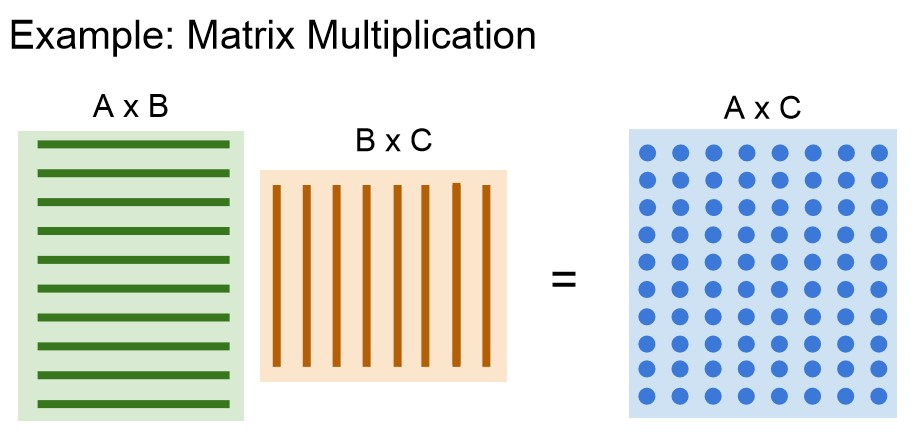 Example: Matrix Multiplication
A x B
B x C
A x C
=